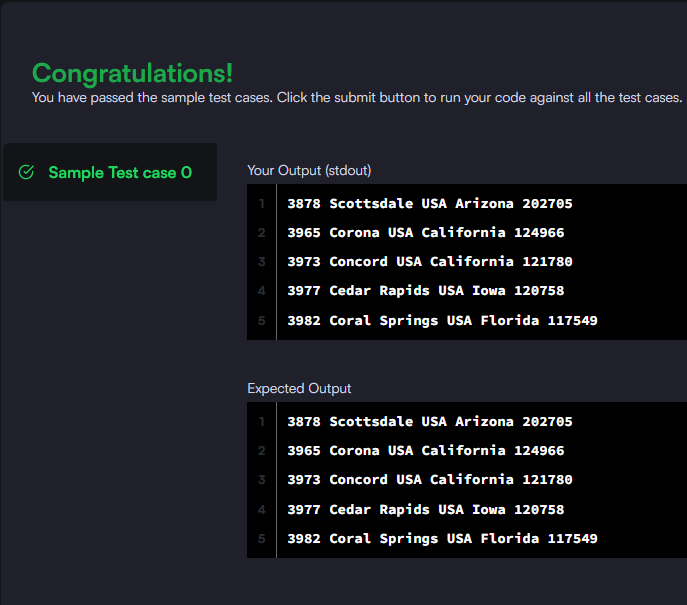 Congratulations!
You have passed the sample test cases. Click the submit button to run your code against all the test cases.
Sample Test case 0
Your Output (stdout)
1 3878 Scottsdale USA Arizona 202705
2 3965 Corona USA California 124966
3 3973 Concord USA California 121780
4 3977 Cedar Rapids USA Iowa 120758
5 3982 Coral Springs USA Florida 117549
Expected Output
1 3878 Scottsdale USA Arizona 202705
2 3965 Corona USA California 124966
3 3973 Concord USA California 121780
4 3977 Cedar Rapids USA Iowa 120758
5 3982 Coral Springs USA Florida 117549